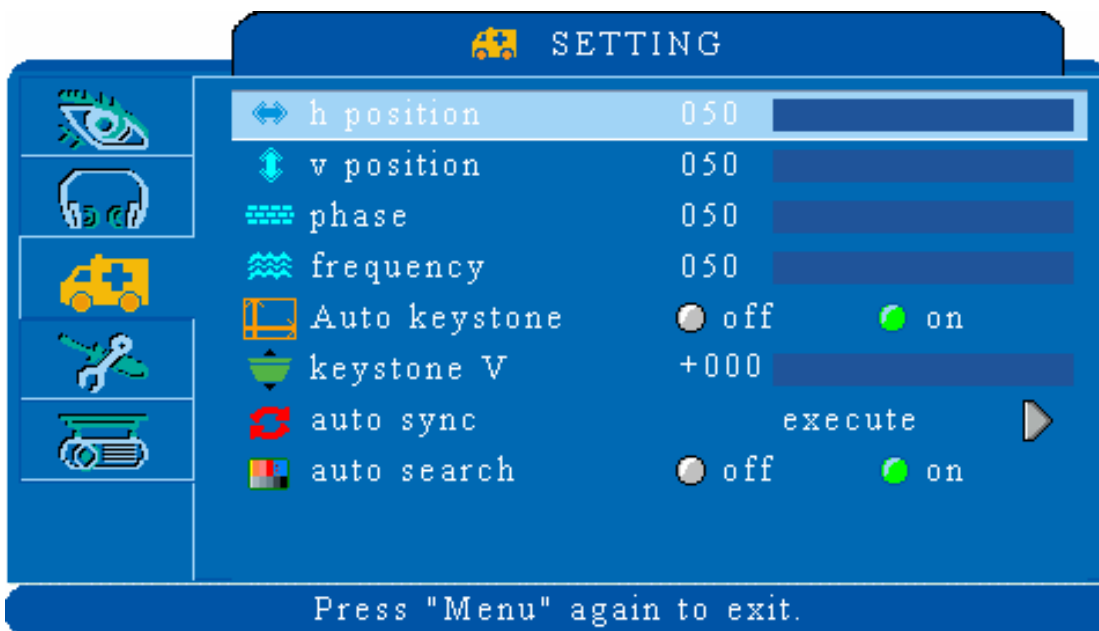 SETTING
h position 050
v position 050
phase 050
frequency 050
Auto keystone off on
keystone V +000
auto sync execute
auto search off on
Press "Menu" again to exit.